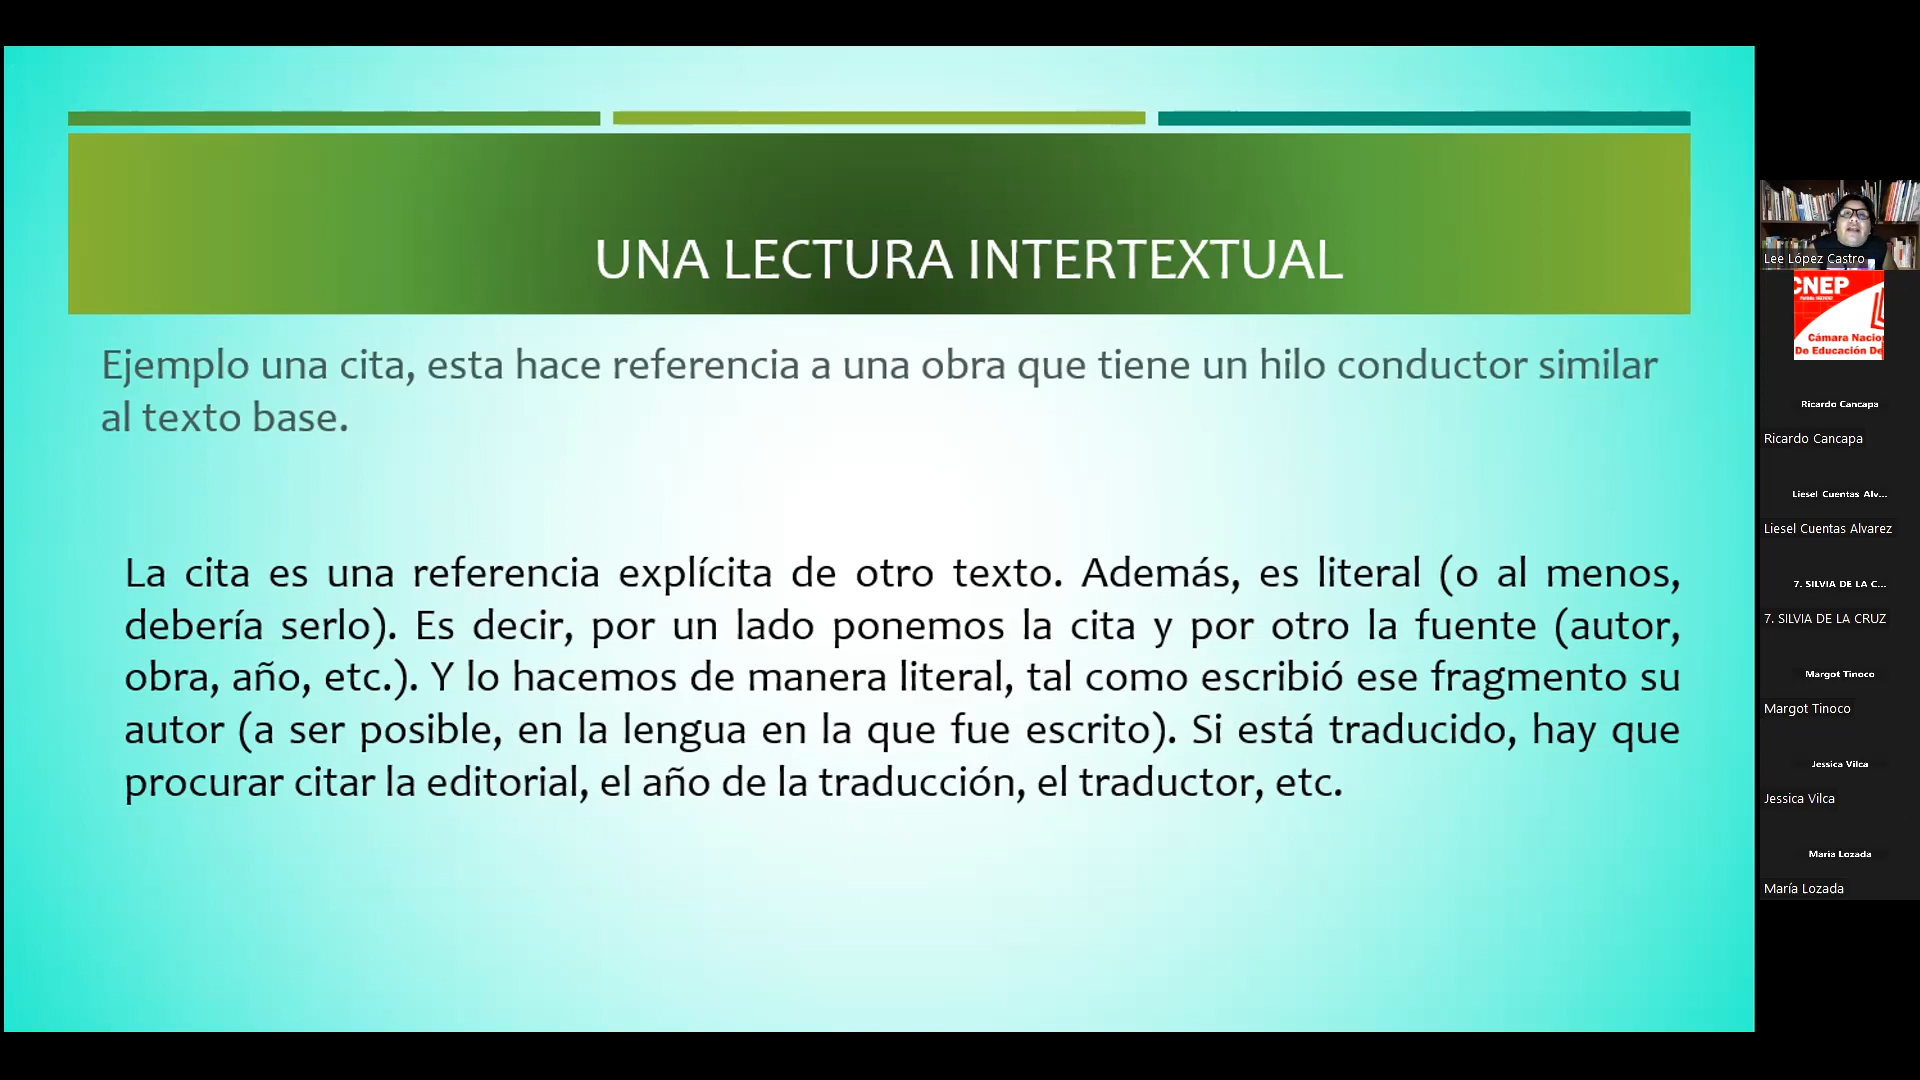 UNA LECTURA INTERTEXTUAL
Ejemplo una cita, esta hace referencia a una obra que tiene un hilo conductor similar
al texto base.
La cita es una referencia explícita de otro texto. Además, es literal (o al menos,
debería serlo). Es decir, por un lado ponemos la cita y por otro la fuente (autor,
obra, año, etc.). Y lo hacemos de manera literal, tal como escribió ese fragmento su
autor (a ser posible, en la lengua en la que fue escrito). Si está traducido, hay que
procurar citar la editorial, el año de la traducción, el traductor, etc.
Lee López Castro
CNEP
Cámara Nacio
De Educación De
Ricardo Cancapa
Ricardo Cancapa
Liesel Cuentas Alv...
Liesel Cuentas Alvarez
7. SILVIA DE LA C...
7. SILVIA DE LA CRUZ
Margot Tinoco
Margot Tinoco
Jessica Vilca
Jessica Vilca
María Lozada
María Lozada